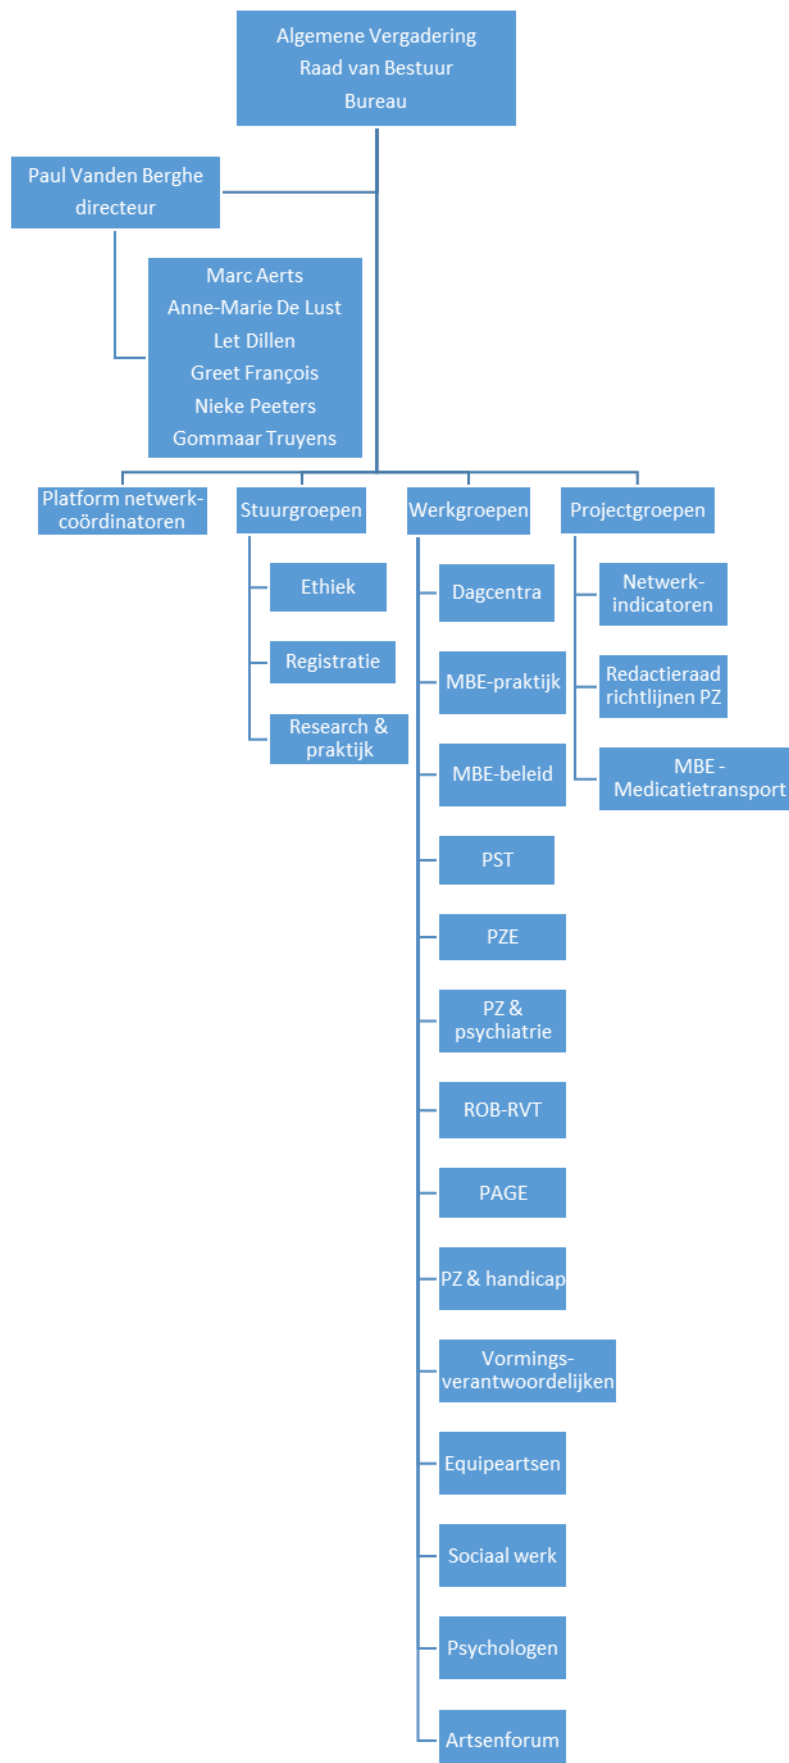 Algemene Vergadering
Raad van Bestuur
Bureau
Paul Vanden Berghe
directeur
Marc Aerts
Anne-Marie De Lust
Let Dillen
Greet François
Nieke Peeters
Gommaar Truyens
Platform netwerk-
coördinatoren
Stuurgroepen
Ethiek
Registratie
Research &
praktijk
Werkgroepen
Dagcentra
MBE-praktijk
MBE-beleid
PST
PZE
PZ &
psychiatrie
ROB-RVT
PAGE
PZ & handicap
Vormings-
verantwoordelijken
Equipeartsen
Sociaal werk
Psychologen
Artsenforum
Projectgroepen
Netwerk-
indicatoren
Redactieraad
richtlijnen PZ
MBE -
Medicatietransport